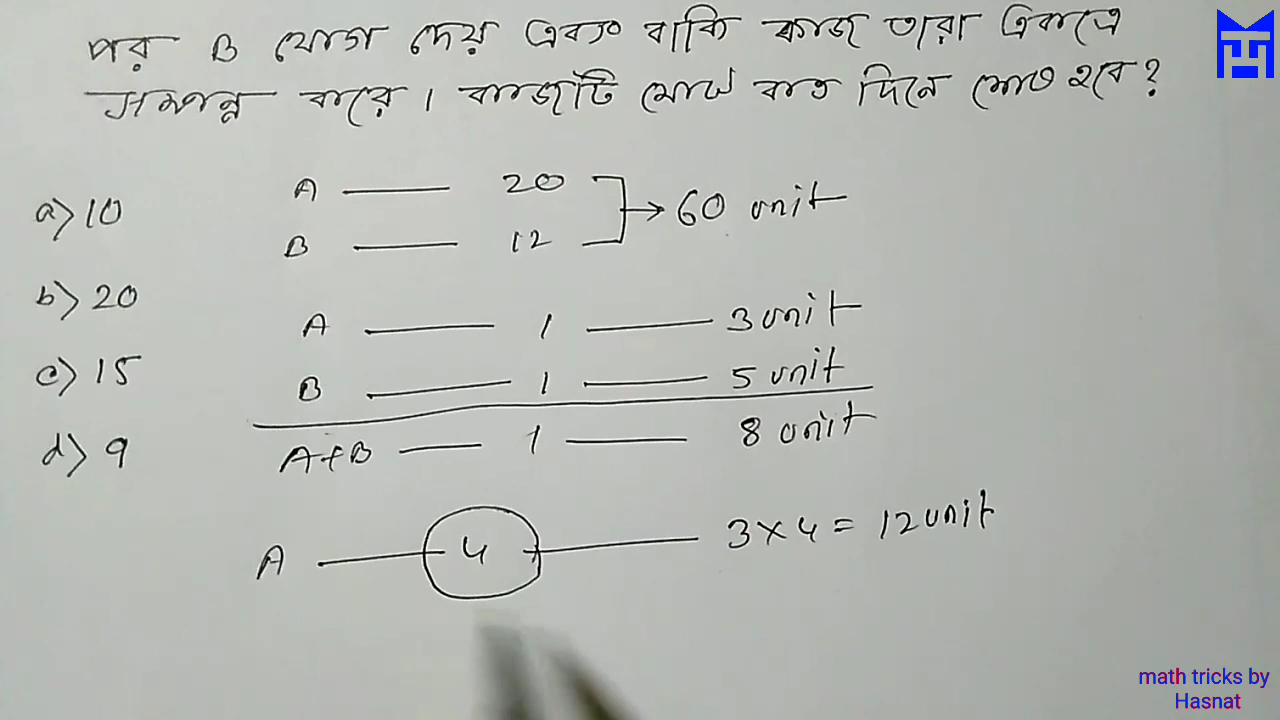 পর B যোগ দেয় এবং বাকি কাজ তারা একত্রে
সম্পন্ন করে। কাজটি মোট কত দিনে শেষ হবে?
A — 20
B — 12
→ 60 unit
a) 10
b) 20
c) 15
d) 9
A — 1 — 3 unit
B — 1 — 5 unit
A+B — 1 — 8 unit
A — 4 — 3×4 = 12 unit
math tricks by
Hasnat